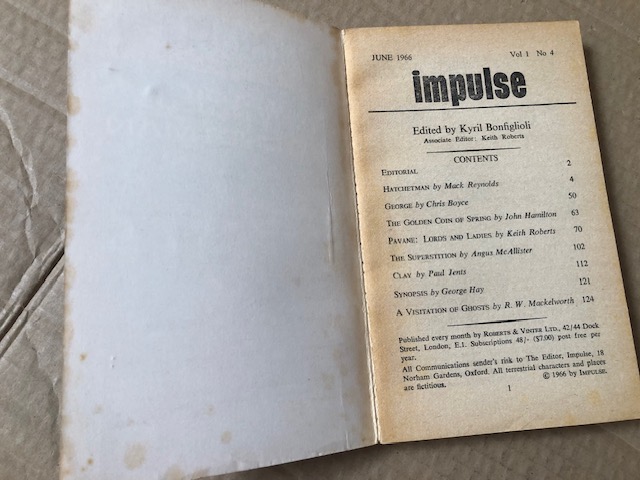 JUNE 1966 Vol 1 No 4
impulse
Edited by Kyril Bonfiglioli
Associate Editor: Keith Roberts
CONTENTS
EDITORIAL 2
HATCHETMAN by Mack Reynolds 4
GEORGE by Chris Boyce 50
THE GOLDEN COIN OF SPRING by John Hamilton 63
PAVANE: LORDS AND LADIES by Keith Roberts 70
THE SUPERSTITION by Angus McAllister 102
CLAY by Paul Jents 112
SYNOPSIS by George Hay 121
A VISITATION OF GHOSTS by R. W. Mackelworth 124
Published every month by ROBERTS & VINTER LTD., 42/44 Dock
Street, London, E.1. Subscriptions 48/- ($7.00) post free per
year.
All Communications sender's risk to The Editor, Impulse, 18
Norham Gardens, Oxford. All terrestrial characters and places
are fictitious. © 1966 by IMPULSE.
1